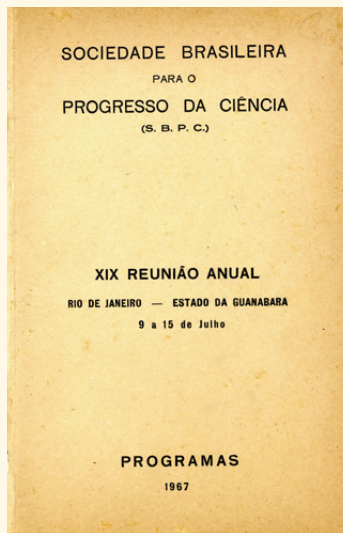 SOCIEDADE BRASILEIRA
PARA O
PROGRESSO DA CIÊNCIA
(S. B. P. C.)
XIX REUNIÃO ANUAL
RIO DE JANEIRO — ESTADO DA GUANABARA
9 a 15 de Julho
PROGRAMAS
1967